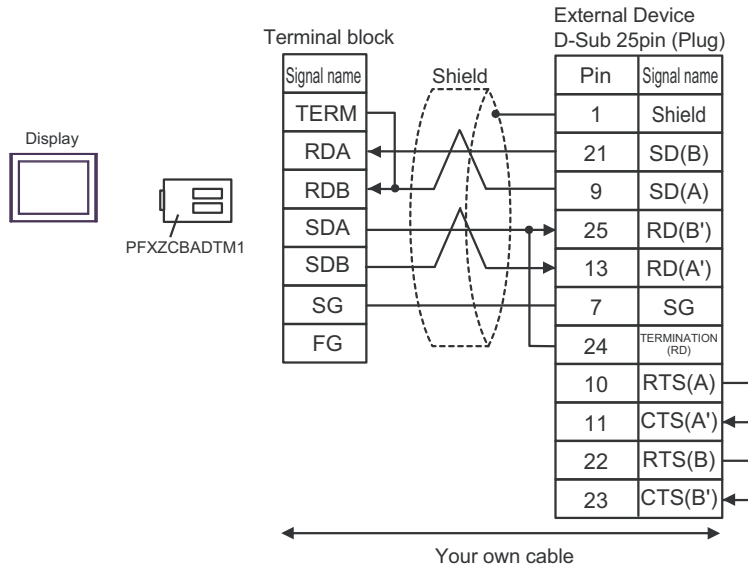 External Device
Terminal block
D-Sub 25pin (Plug)
Signal name
Shield
Pin Signal name
TERM
1 Shield
Display
RDA
21 SD(B)
RDB
9 SD(A)
SDA
25 RD(B')
PFXZCBADTM1
SDB
13 RD(A')
SG
7 SG
FG
24 TERMINATION
(RD)
10 RTS(A)
11 CTS(A')
22 RTS(B)
23 CTS(B')
Your own cable